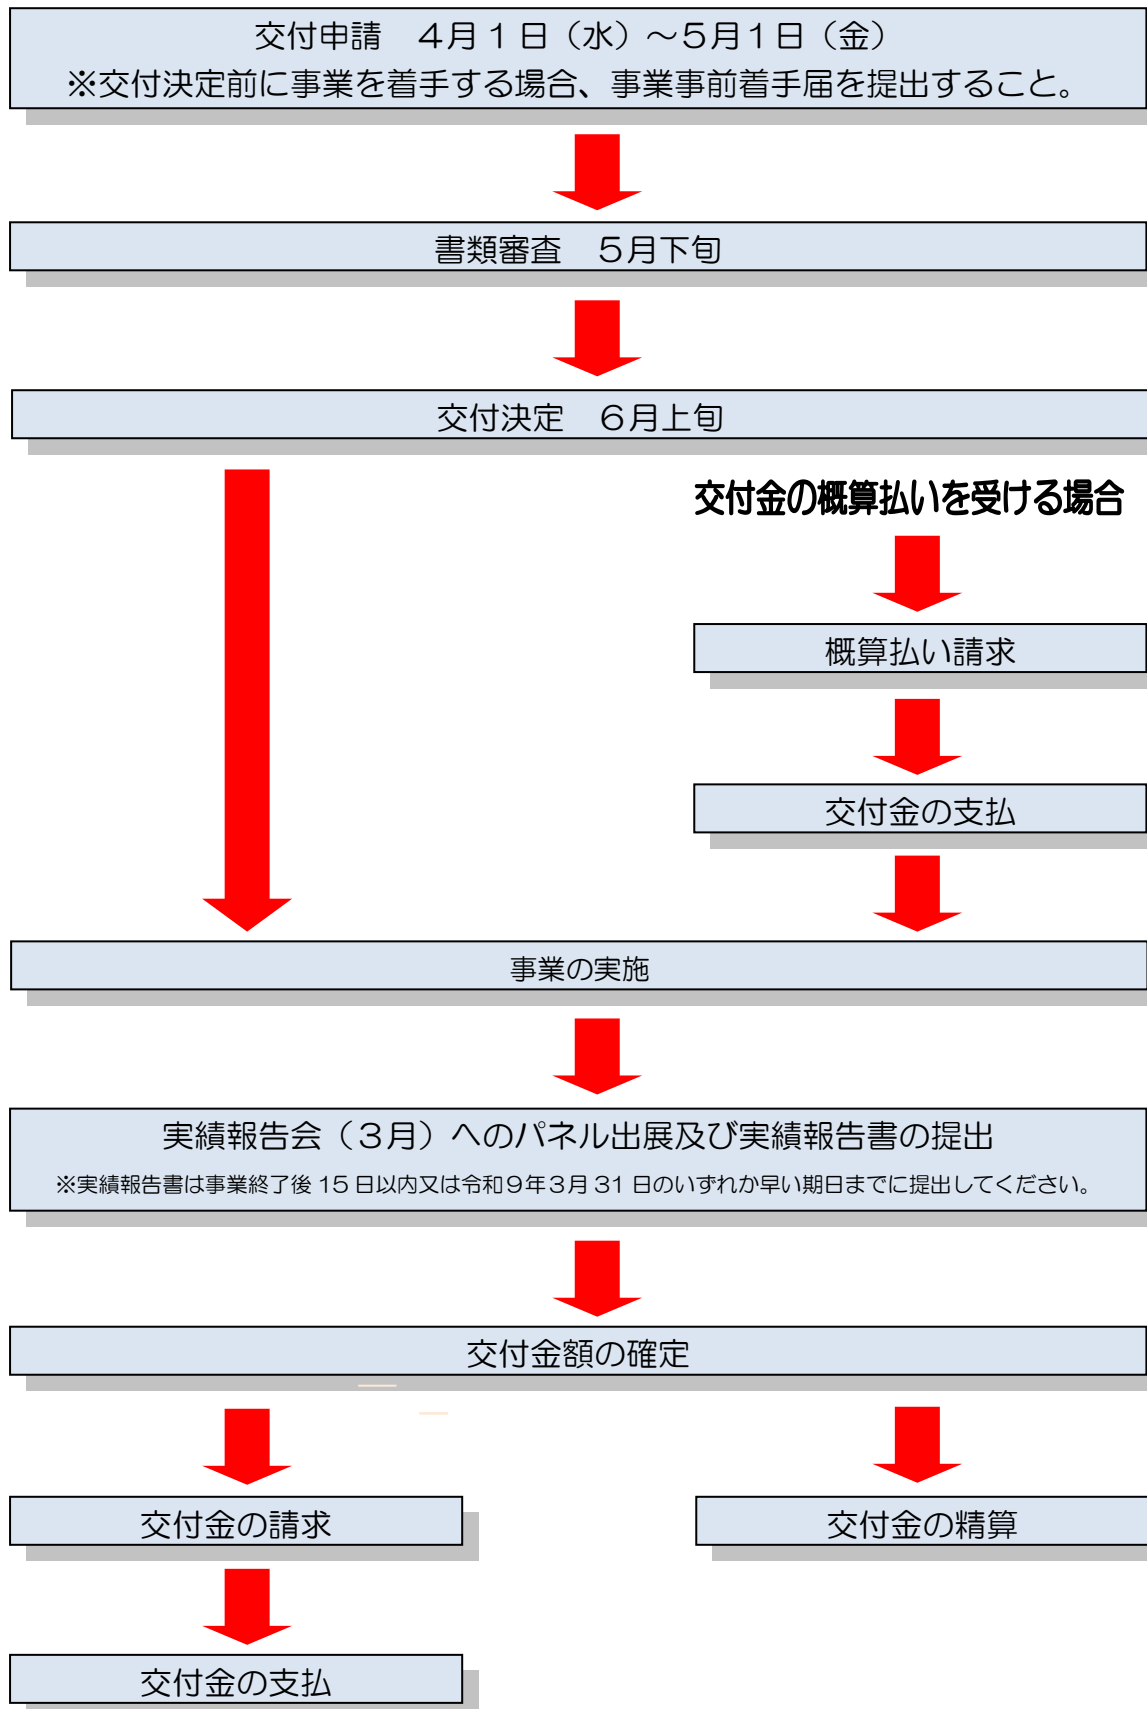 交付申請　４月１日（水）～５月１日（金）
※交付決定前に事業を着手する場合、事業事前着手届を提出すること。
書類審査　５月下旬
交付決定　６月上旬
交付金の概算払いを受ける場合
概算払い請求
交付金の支払
事業の実施
実績報告会（３月）へのパネル出展及び実績報告書の提出
※実績報告書は事業終了後 15 日以内又は令和９年３月 31 日のいずれか早い期日までに提出してください。
交付金額の確定
交付金の請求
交付金の精算
交付金の支払